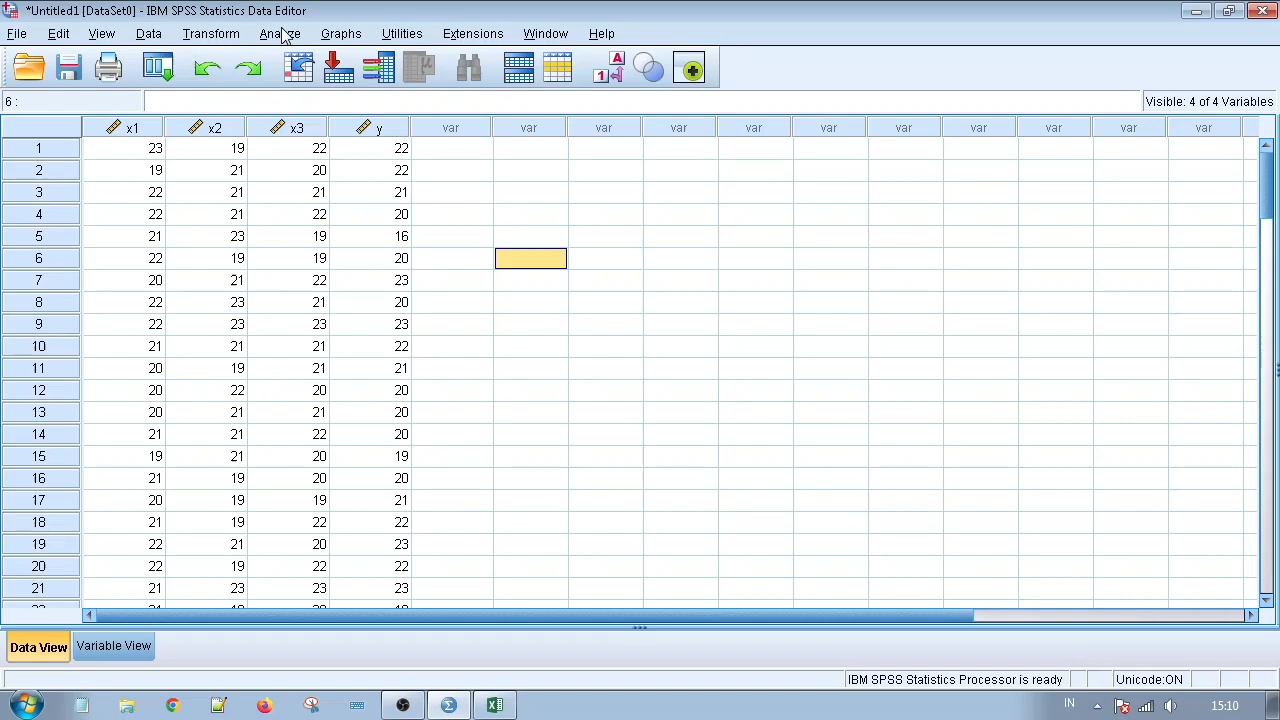 *Untitled1 [DataSet0] - IBM SPSS Statistics Data Editor
File Edit View Data Transform Analyze Graphs Utilities Extensions Window Help
6 : Visible: 4 of 4 Variables
x1 x2 x3 y var var var var var var var var var var var
1 23 19 22 22
2 19 21 20 22
3 22 21 21 21
4 22 21 22 20
5 21 23 19 16
6 22 19 19 20
7 20 21 22 23
8 22 23 21 20
9 22 23 23 23
10 21 21 21 22
11 20 19 21 21
12 20 22 20 20
13 20 21 21 20
14 21 21 22 20
15 19 21 20 19
16 21 19 20 20
17 20 19 19 21
18 21 19 22 22
19 22 21 20 23
20 22 19 22 22
21 21 23 23 23
Data View Variable View
IBM SPSS Statistics Processor is ready Unicode:ON
IN 15:10